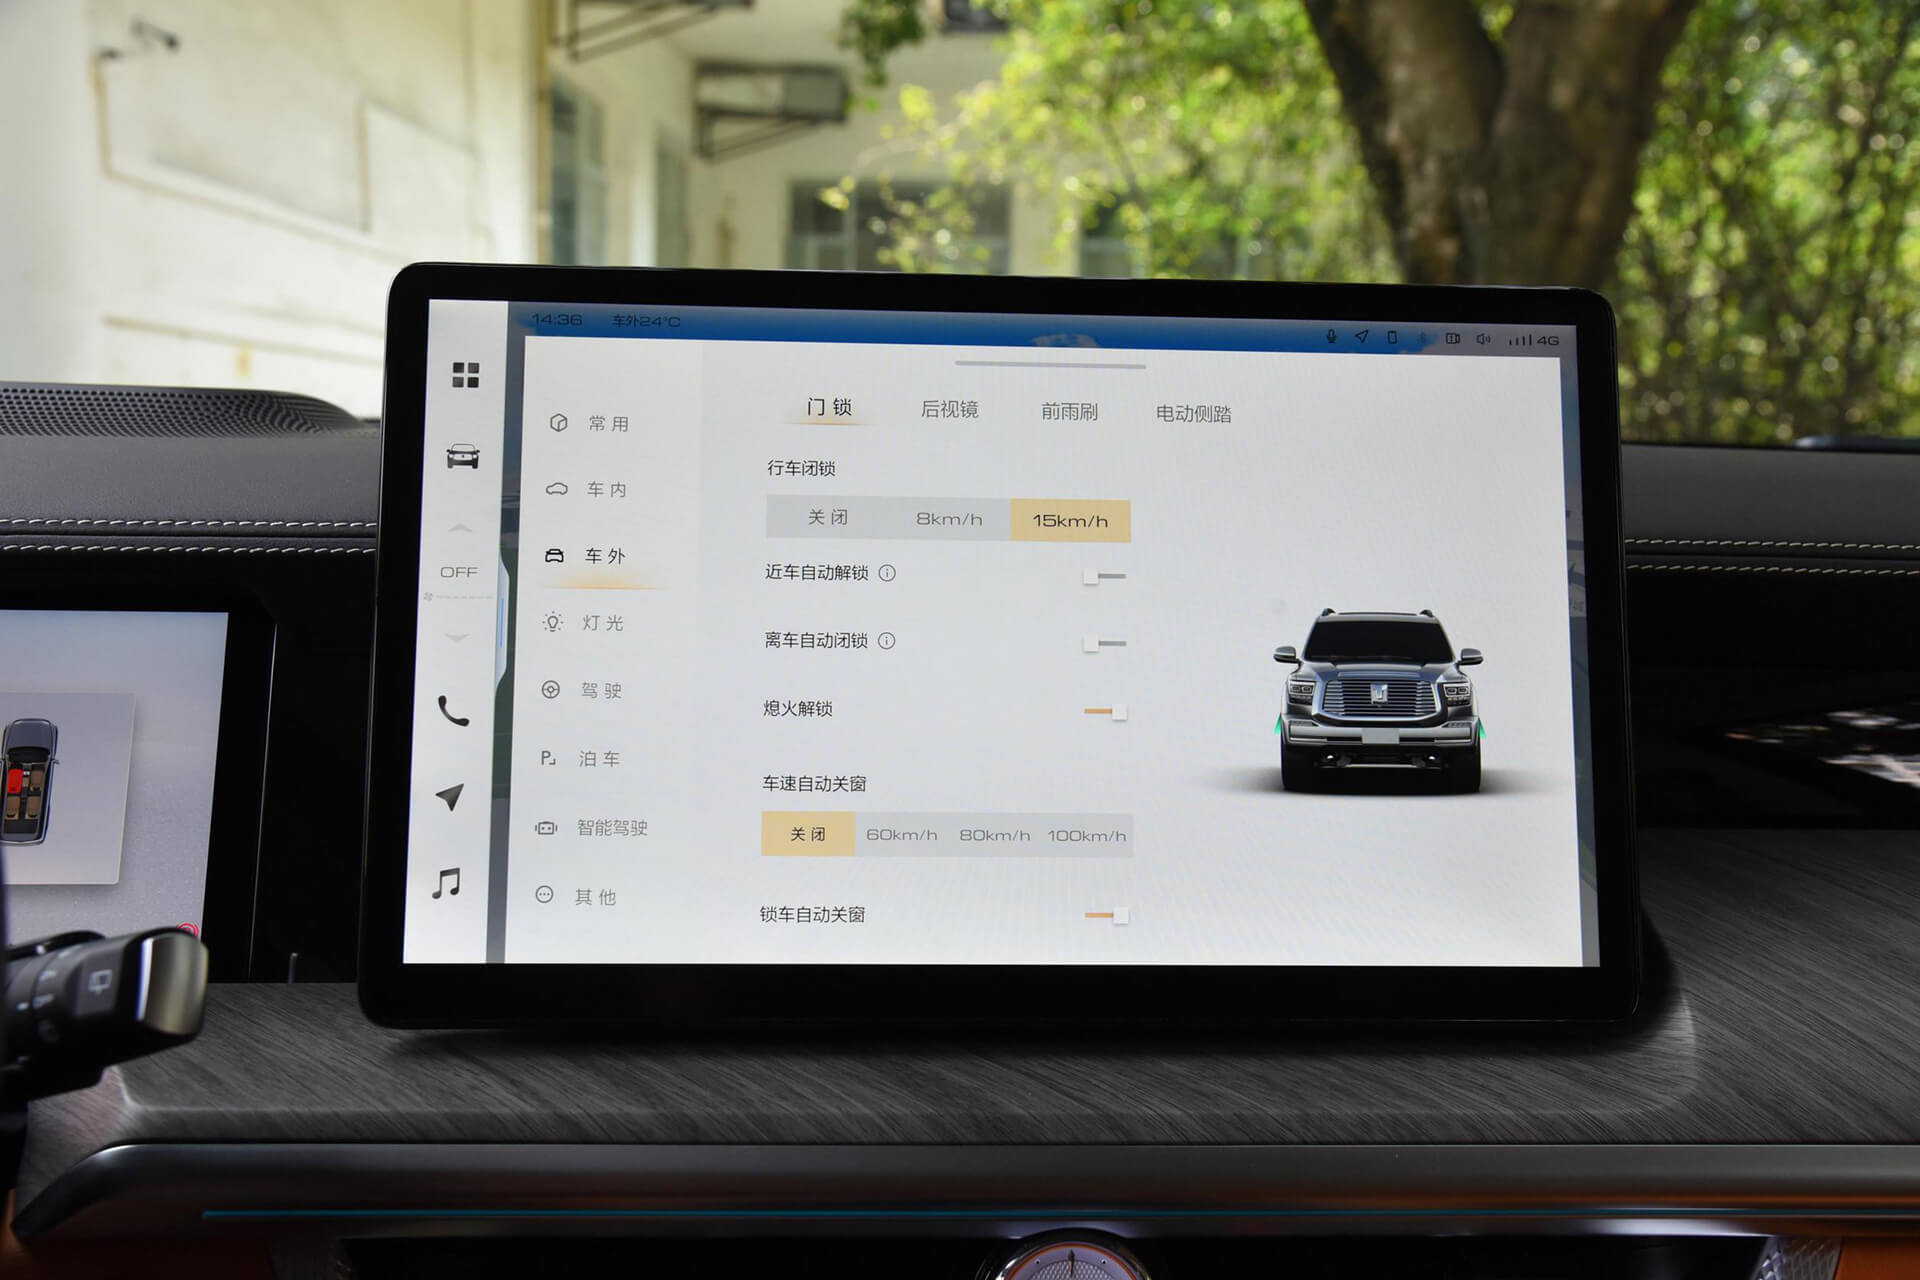 14:36 车外24°C
4G
OFF
常用
车内
车外
灯光
驾驶
泊车
智能驾驶
其他
门锁 后视镜 前雨刷 电动侧踏
行车闭锁
关闭 8km/h 15km/h
近车自动解锁
离车自动闭锁
熄火解锁
车速自动关窗
关闭 60km/h 80km/h 100km/h
锁车自动关窗